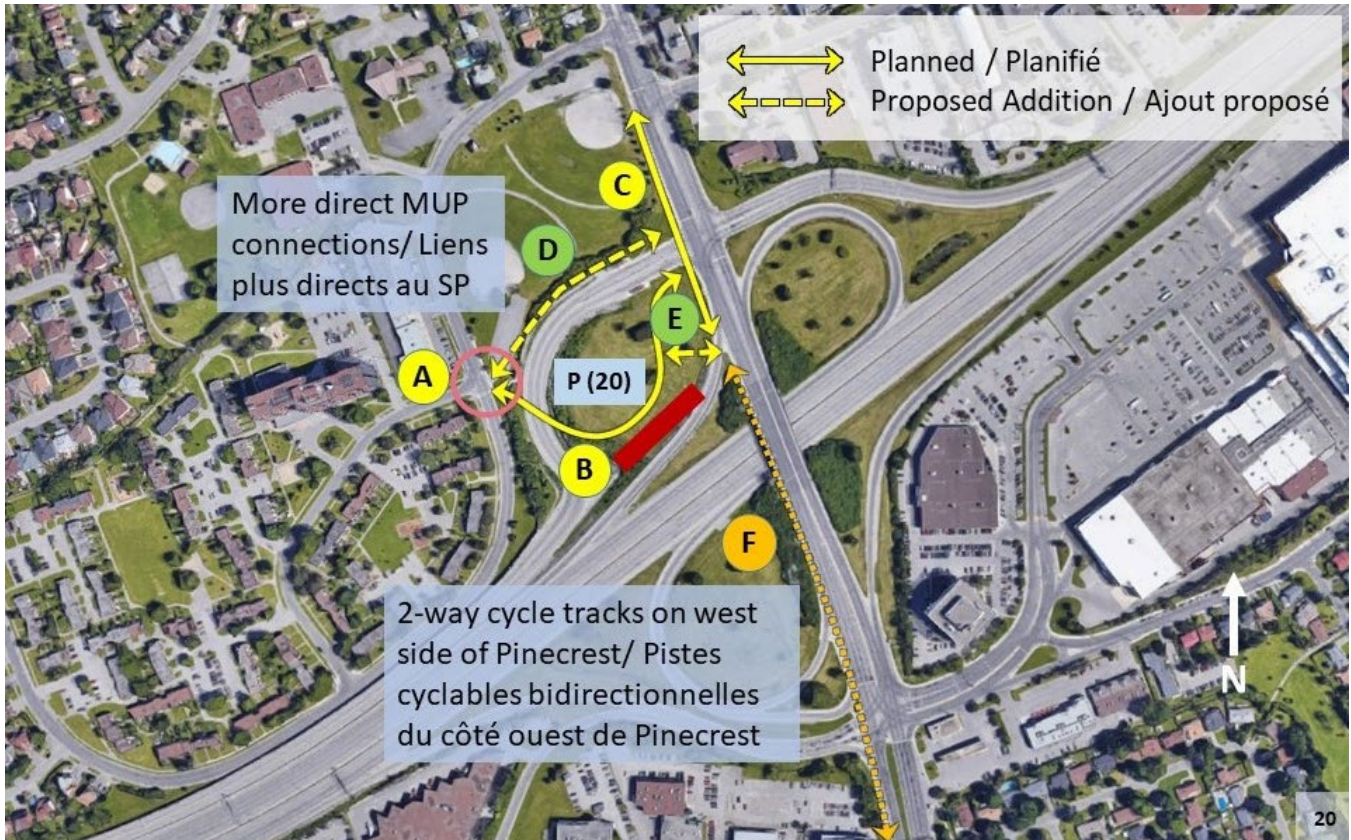 Planned / Planifié
Proposed Addition / Ajout proposé
C
More direct MUP
connections/ Liens
plus directs au SP
D
E
A
P (20)
B
F
2-way cycle tracks on west
side of Pinecrest/ Pistes
cyclables bidirectionnelles
du côté ouest de Pinecrest
N
20